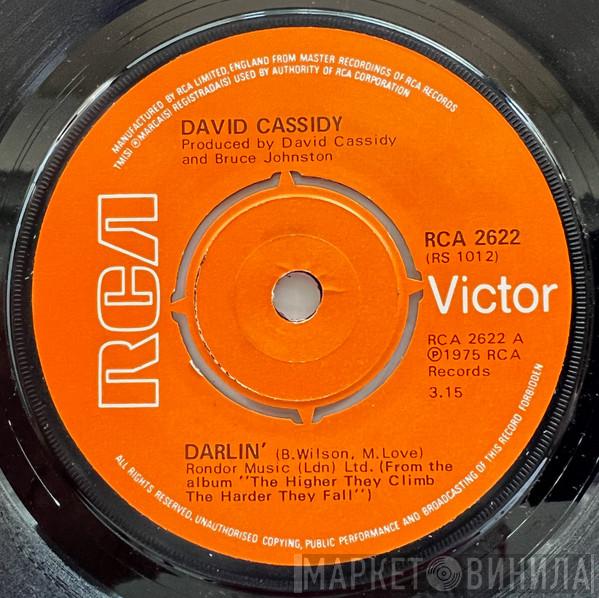 MANUFACTURED BY RCA LIMITED, ENGLAND FROM MASTER RECORDINGS OF RCA RECORDS
TM(S) ® MARCA(S) REGISTRADA(S) USED BY AUTHORITY OF RCA CORPORATION
DAVID CASSIDY
Produced by David Cassidy
and Bruce Johnston
RCA
RCA 2622
(RS 1012)
Victor
RCA 2622 A
℗1975 RCA
Records
3.15
DARLIN' (B.Wilson, M.Love)
Rondor Music (Ldn) Ltd. (From the
album "The Higher They Climb
The Harder They Fall")
ALL RIGHTS RESERVED, UNAUTHORISED COPYING, PUBLIC PERFORMANCE AND BROADCASTING OF THIS RECORD FORBIDDEN
МАРКЕТ ВИНИЛА